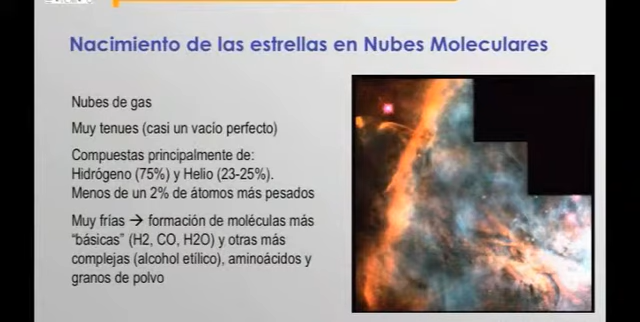 Nacimiento de las estrellas en Nubes Moleculares
Nubes de gas
Muy tenues (casi un vacío perfecto)
Compuestas principalmente de:
Hidrógeno (75%) y Helio (23-25%).
Menos de un 2% de átomos más pesados
Muy frías → formación de moléculas más
“básicas” (H2, CO, H2O) y otras más
complejas (alcohol etílico), aminoácidos y
granos de polvo